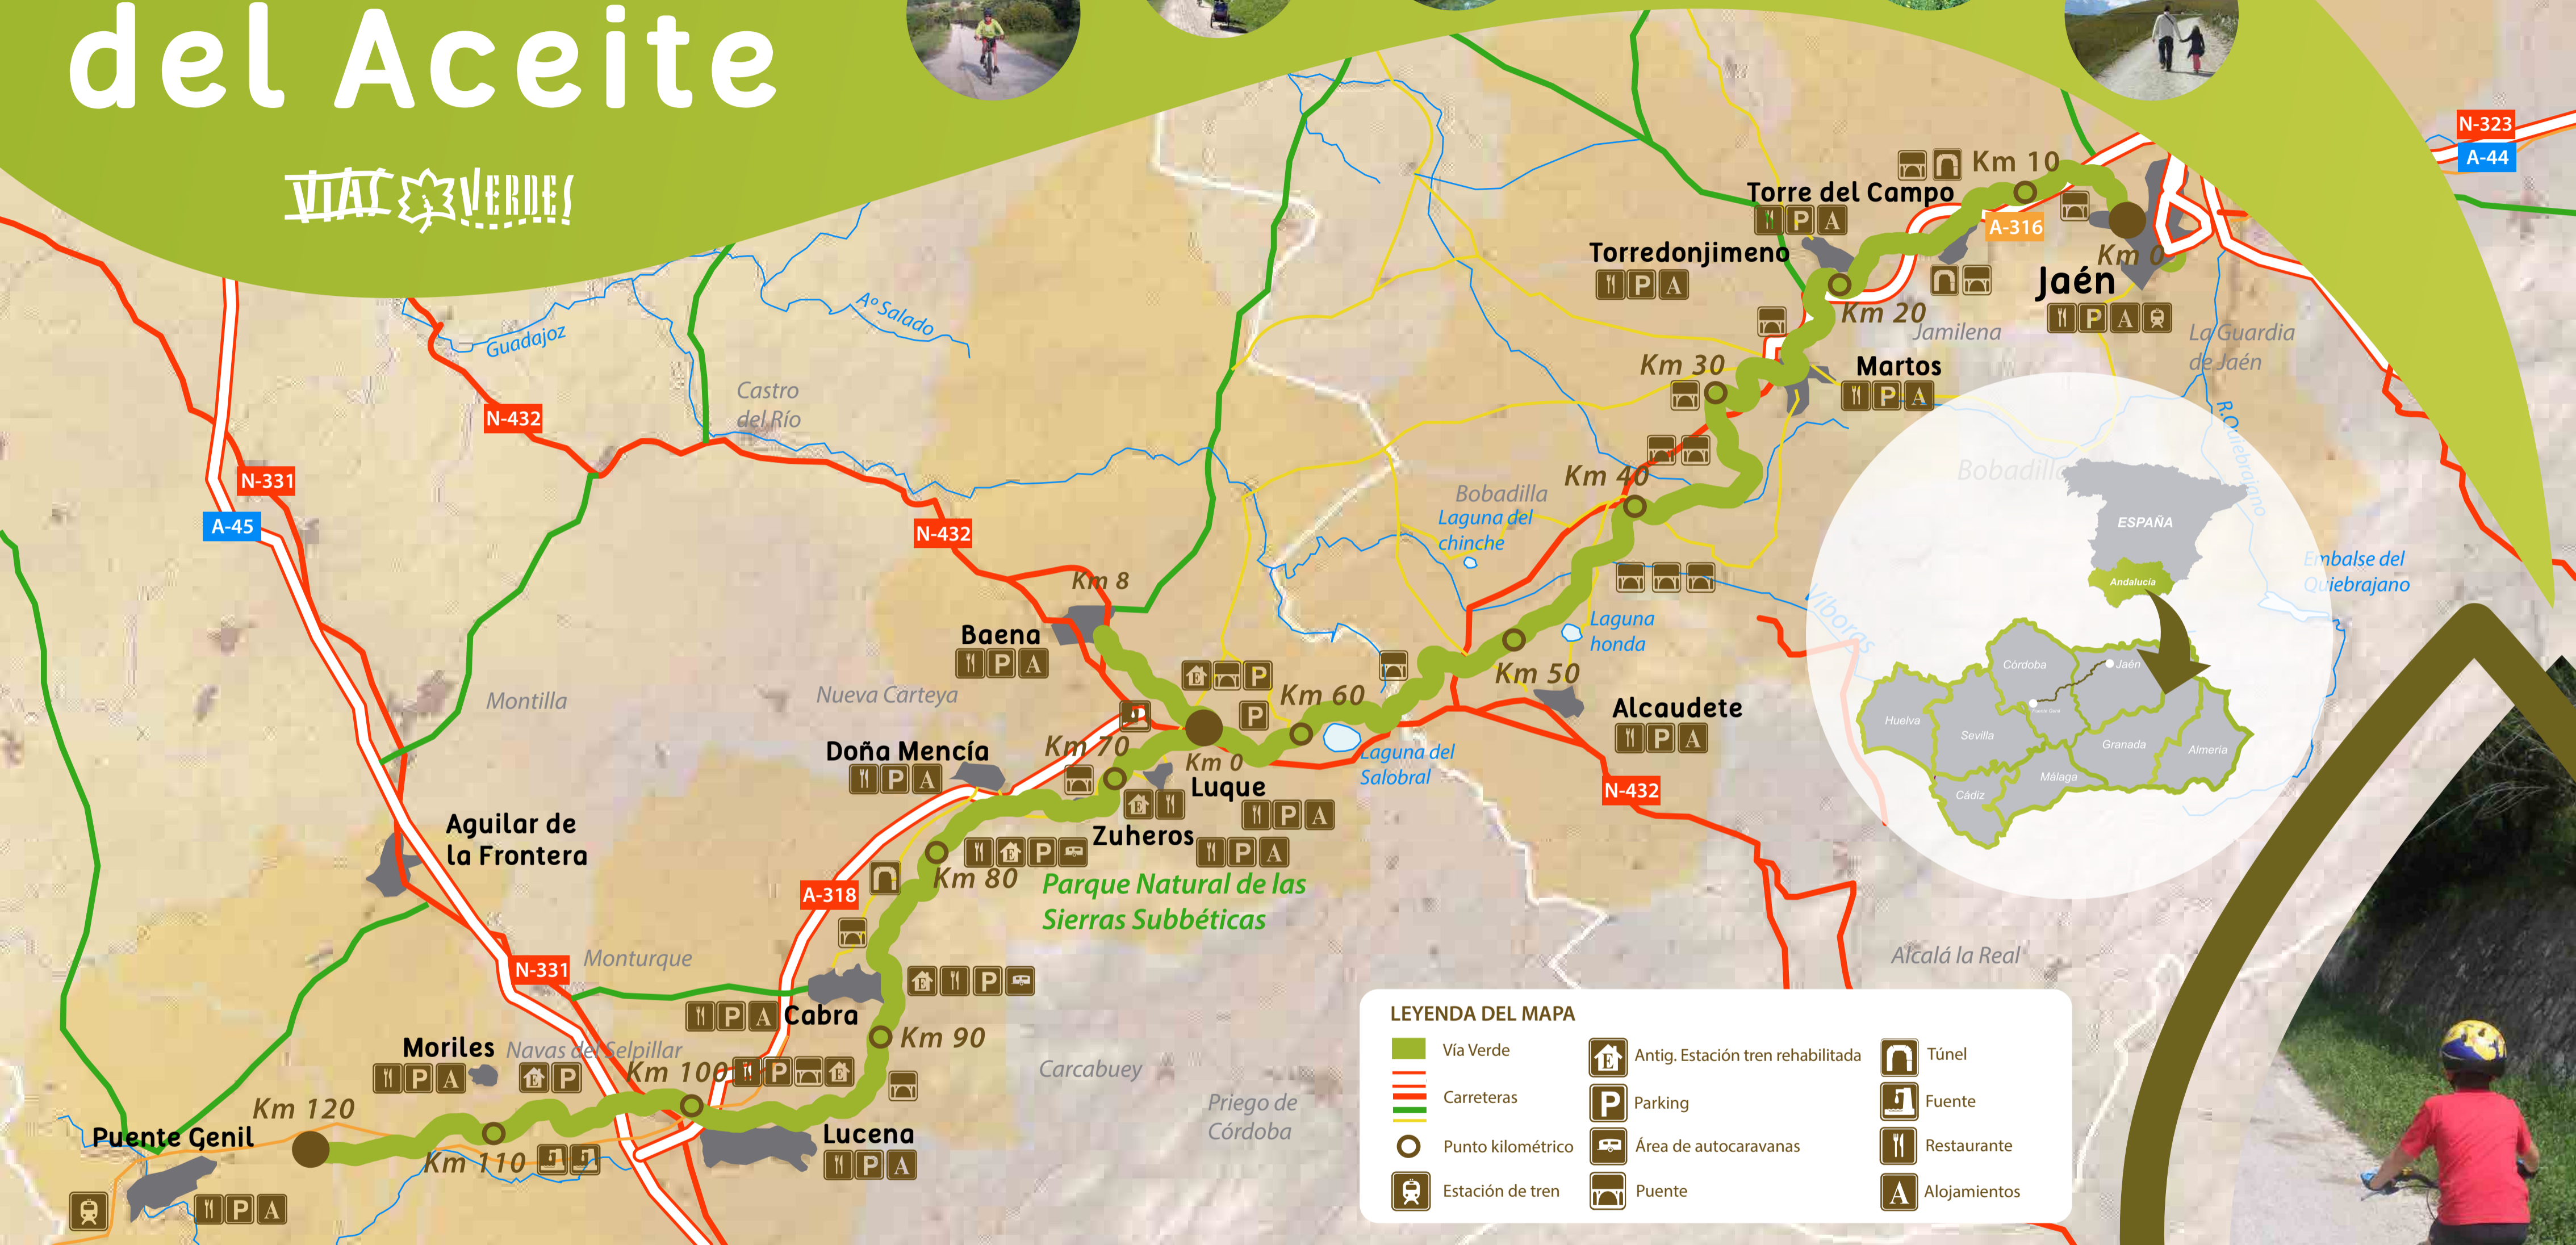 del Aceite
VIAS VERDES
N-323
A-44
Km 10
Torre del Campo
P A
A-316
Torredonjimeno
P A
Km 0
Jaén
P A
Km 20
Jamilena
La Guardia
de Jaén
Aº Salado
Guadajoz
Km 30
Martos
P A
Castro
del Río
N-432
R.Quiebrajano
Km 40
Bobadilla
N-331
Bobadilla
Laguna del
chinche
A-45
N-432
ESPAÑA
Andalucía
Embalse del
Quiebrajano
Km 8
Víboras
Laguna
honda
Baena
P A
Córdoba
Jaén
Huelva
Sevilla
Granada
Almería
Málaga
Cádiz
E P
Km 50
Km 60
P
Montilla
Nueva Carteya
Alcaudete
P A
Doña Mencía
P A
Km 70
Km 0
Laguna del
Salobral
Luque
P A
N-432
E
Aguilar de
la Frontera
Zuheros
P A
E P
Km 80
Parque Natural de las
Sierras Subbéticas
A-318
Monturque
N-331
Alcalá la Real
E P
P A
Cabra
Km 90
Moriles
P A
Navas del Selpillar
E P
Km 100
P E
Carcabuey
Priego de
Córdoba
Km 120
Puente Genil
P A
Km 110
Lucena
P A
LEYENDA DEL MAPA
Vía Verde
E Antig. Estación tren rehabilitada
Túnel
Carreteras
P Parking
Fuente
Punto kilométrico
Área de autocaravanas
Restaurante
Estación de tren
Puente
A Alojamientos